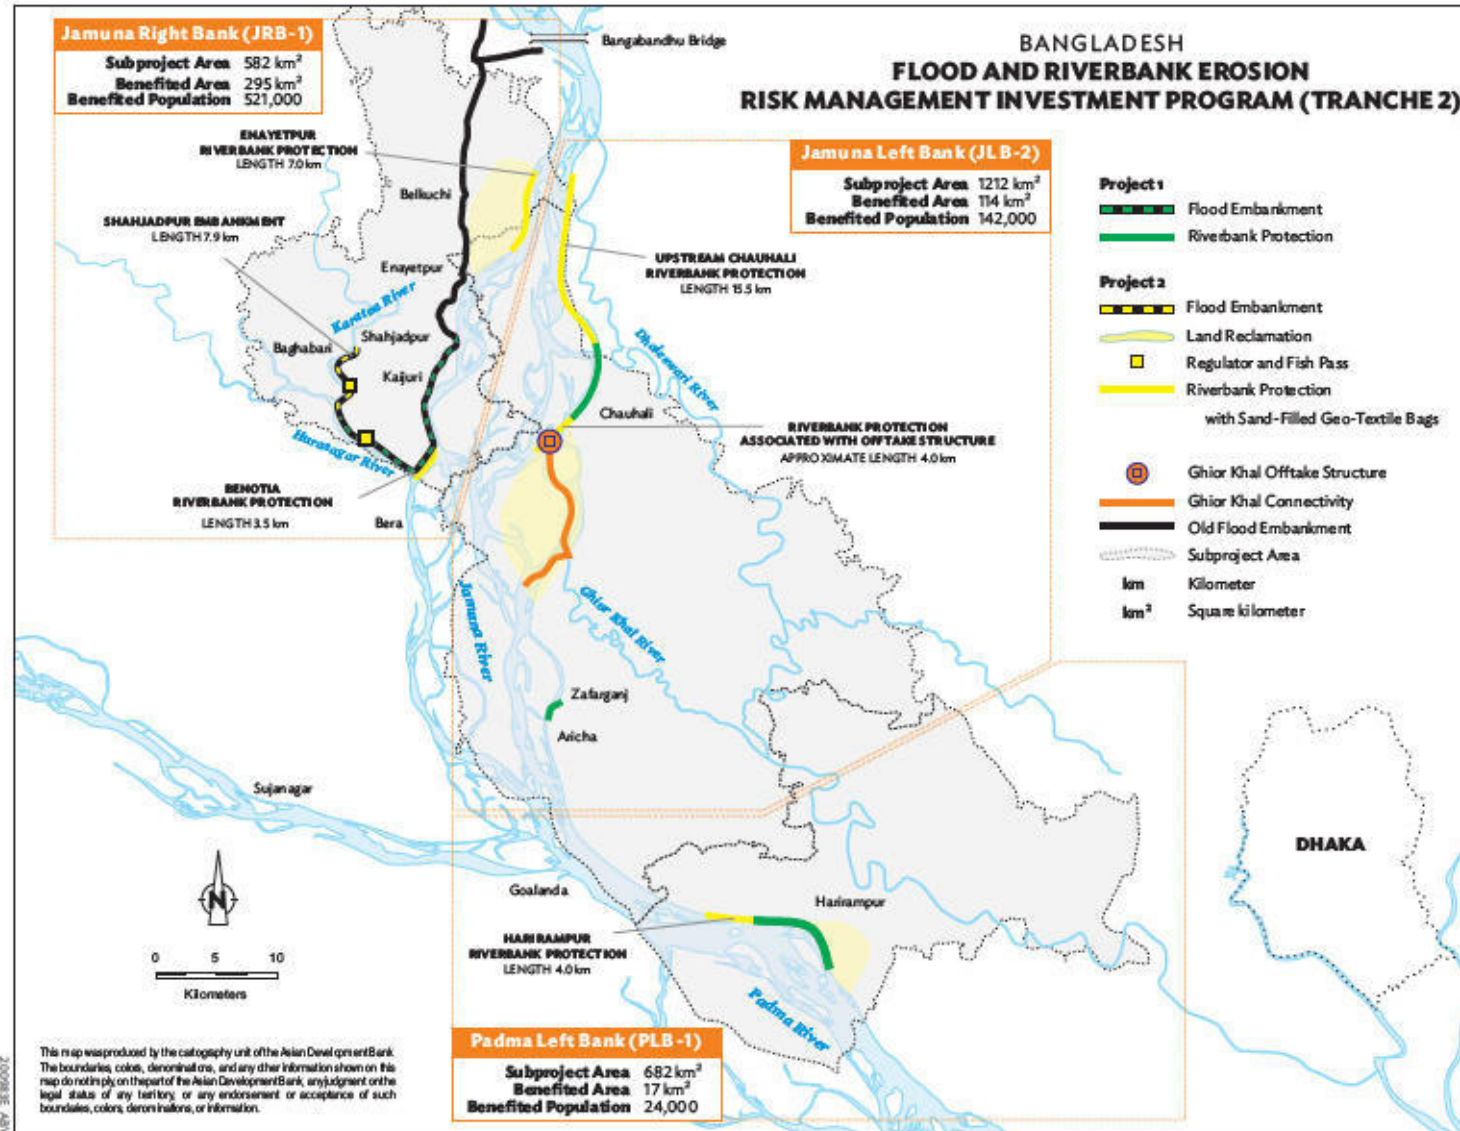 Jamuna Right Bank (JRB-1)
Subproject Area 582 km²
Benefited Area 295 km²
Benefited Population 521,000
Bangabandhu Bridge
BANGLADESH
FLOOD AND RIVERBANK EROSION
RISK MANAGEMENT INVESTMENT PROGRAM (TRANCHE 2)
ENAYETPUR
RIVERBANK PROTECTION
LENGTH 7.0 km
Jamuna Left Bank (JLB-2)
Subproject Area 1212 km²
Benefited Area 114 km²
Benefited Population 142,000
Belkuchi
SHAHJADPUR EMBANKMENT
LENGTH 7.9 km
UPSTREAM CHAUHALI
RIVERBANK PROTECTION
LENGTH 15.5 km
Enayetpur
Karatoa River
Shahjadpur
Baghabari
Kaijuri
Dhaleswari River
Chauhali
RIVERBANK PROTECTION
ASSOCIATED WITH OFFTAKE STRUCTURE
APPROXIMATE LENGTH 4.0 km
Hurasagar River
BENOTIA
RIVERBANK PROTECTION
LENGTH 3.5 km
Bera
Project 1
Flood Embankment
Riverbank Protection
Project 2
Flood Embankment
Land Reclamation
Regulator and Fish Pass
Riverbank Protection
with Sand-Filled Geo-Textile Bags
Ghior Khal Offtake Structure
Ghior Khal Connectivity
Old Flood Embankment
Subproject Area
km Kilometer
km² Square kilometer
Jamuna River
Ghior Khal River
Zafarganj
Aricha
Sujanagar
DHAKA
N
Goalanda
Harirampur
HARIRAMPUR
RIVERBANK PROTECTION
LENGTH 4.0 km
0 5 10
Kilometers
Padma River
Padma Left Bank (PLB-1)
Subproject Area 682 km²
Benefited Area 17 km²
Benefited Population 24,000
This map was produced by the cartography unit of the Asian Development Bank.
The boundaries, colors, denominations, and any other information shown on this
map do not imply, on the part of the Asian Development Bank, any judgment on the
legal status of any territory, or any endorsement or acceptance of such
boundaries, colors, denominations, or information.